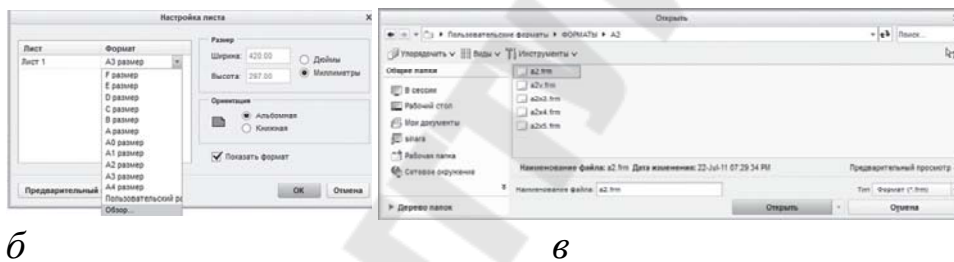 Настройка листа X
Лист Формат
Лист 1 A3 размер
F размер
E размер
D размер
C размер
B размер
A размер
A0 размер
A1 размер
A2 размер
A3 размер
A4 размер
Пользовательский ра
Обзор...
Размер
Ширина: 420.00
Высота: 297.00
Дюймы
Миллиметры
Ориентация
Альбомная
Книжная
Показать формат
Предварительный
OK Отмена
Открыть
Пользовательские форматы ФОРМАТЫ A2 Поиск...
Упорядочить Виды Инструменты
Общие папки
В сессии
Рабочий стол
Мои документы
Рабочая папка
Сетевое окружение
a2.frm
a2v.frm
a2x3.frm
a2x4.frm
a2x5.frm
Наименование файла: a2.frm Дата изменения: 22-Jul-11 07:29:34 PM Предварительный просмотр
Наименование файла: a2.frm Тип Формат (*.frm)
Дерево папок Открыть Отмена
б в